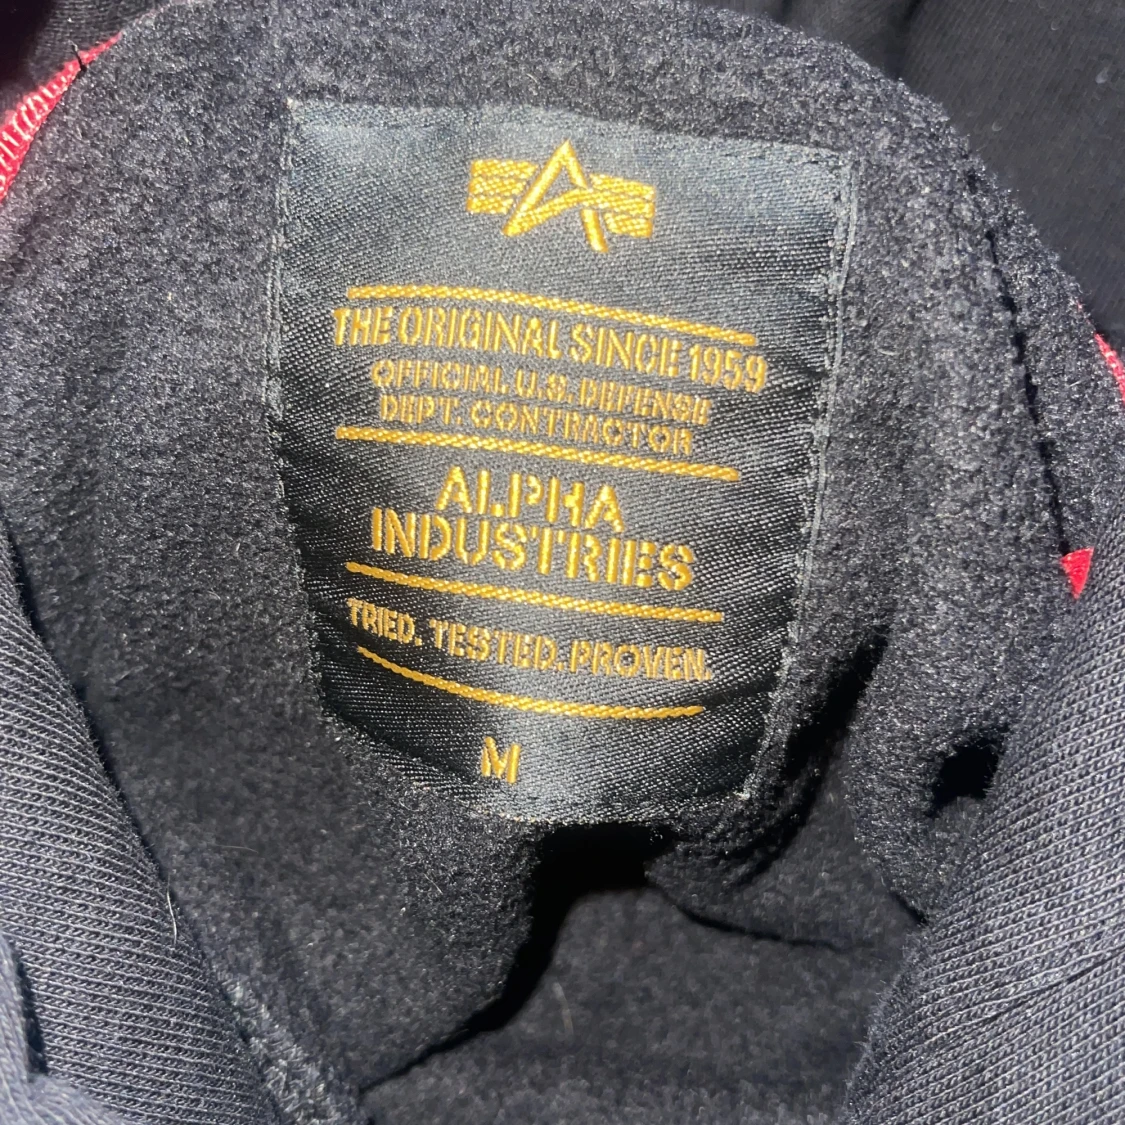 THE ORIGINAL SINCE 1959
OFFICIAL U.S. DEFENSE
DEPT. CONTRACTOR
ALPHA
INDUSTRIES
TRIED. TESTED. PROVEN.
M